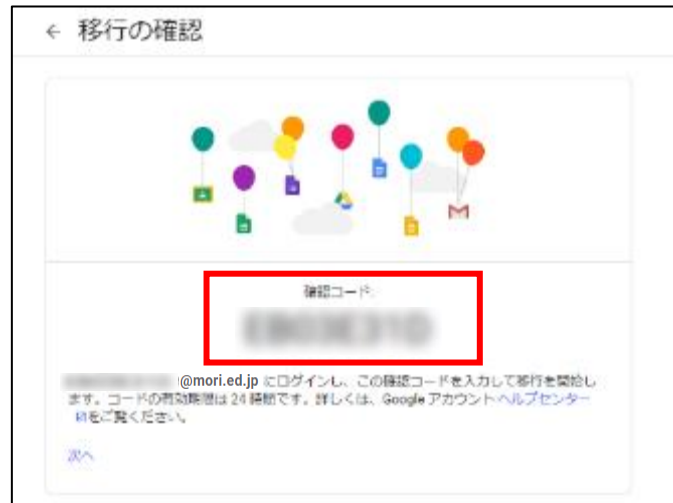 ← 移行の確認
確認コード:
@mori.ed.jp にログインし、この確認コードを入力して移行を開始し
ます。コードの有効期限は 24 時間です。詳しくは、Google アカウント ヘルプセンター
をご覧ください。
次へ